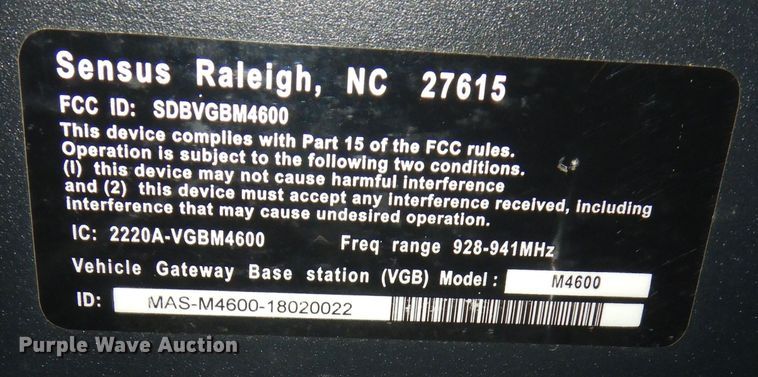 Sensus Raleigh, NC 27615
FCC ID: SDBVGBM4600
This device complies with Part 15 of the FCC rules.
Operation is subject to the following two conditions.
(I) this device may not cause harmful interference
and (2) this device must accept any interference received, including
interference that may cause undesired operation.
IC: 2220A-VGBM4600 Freq range 928-941MHz
Vehicle Gateway Base station (VGB) Model: M4600
ID: MAS-M4600-18020022
Purple Wave Auction